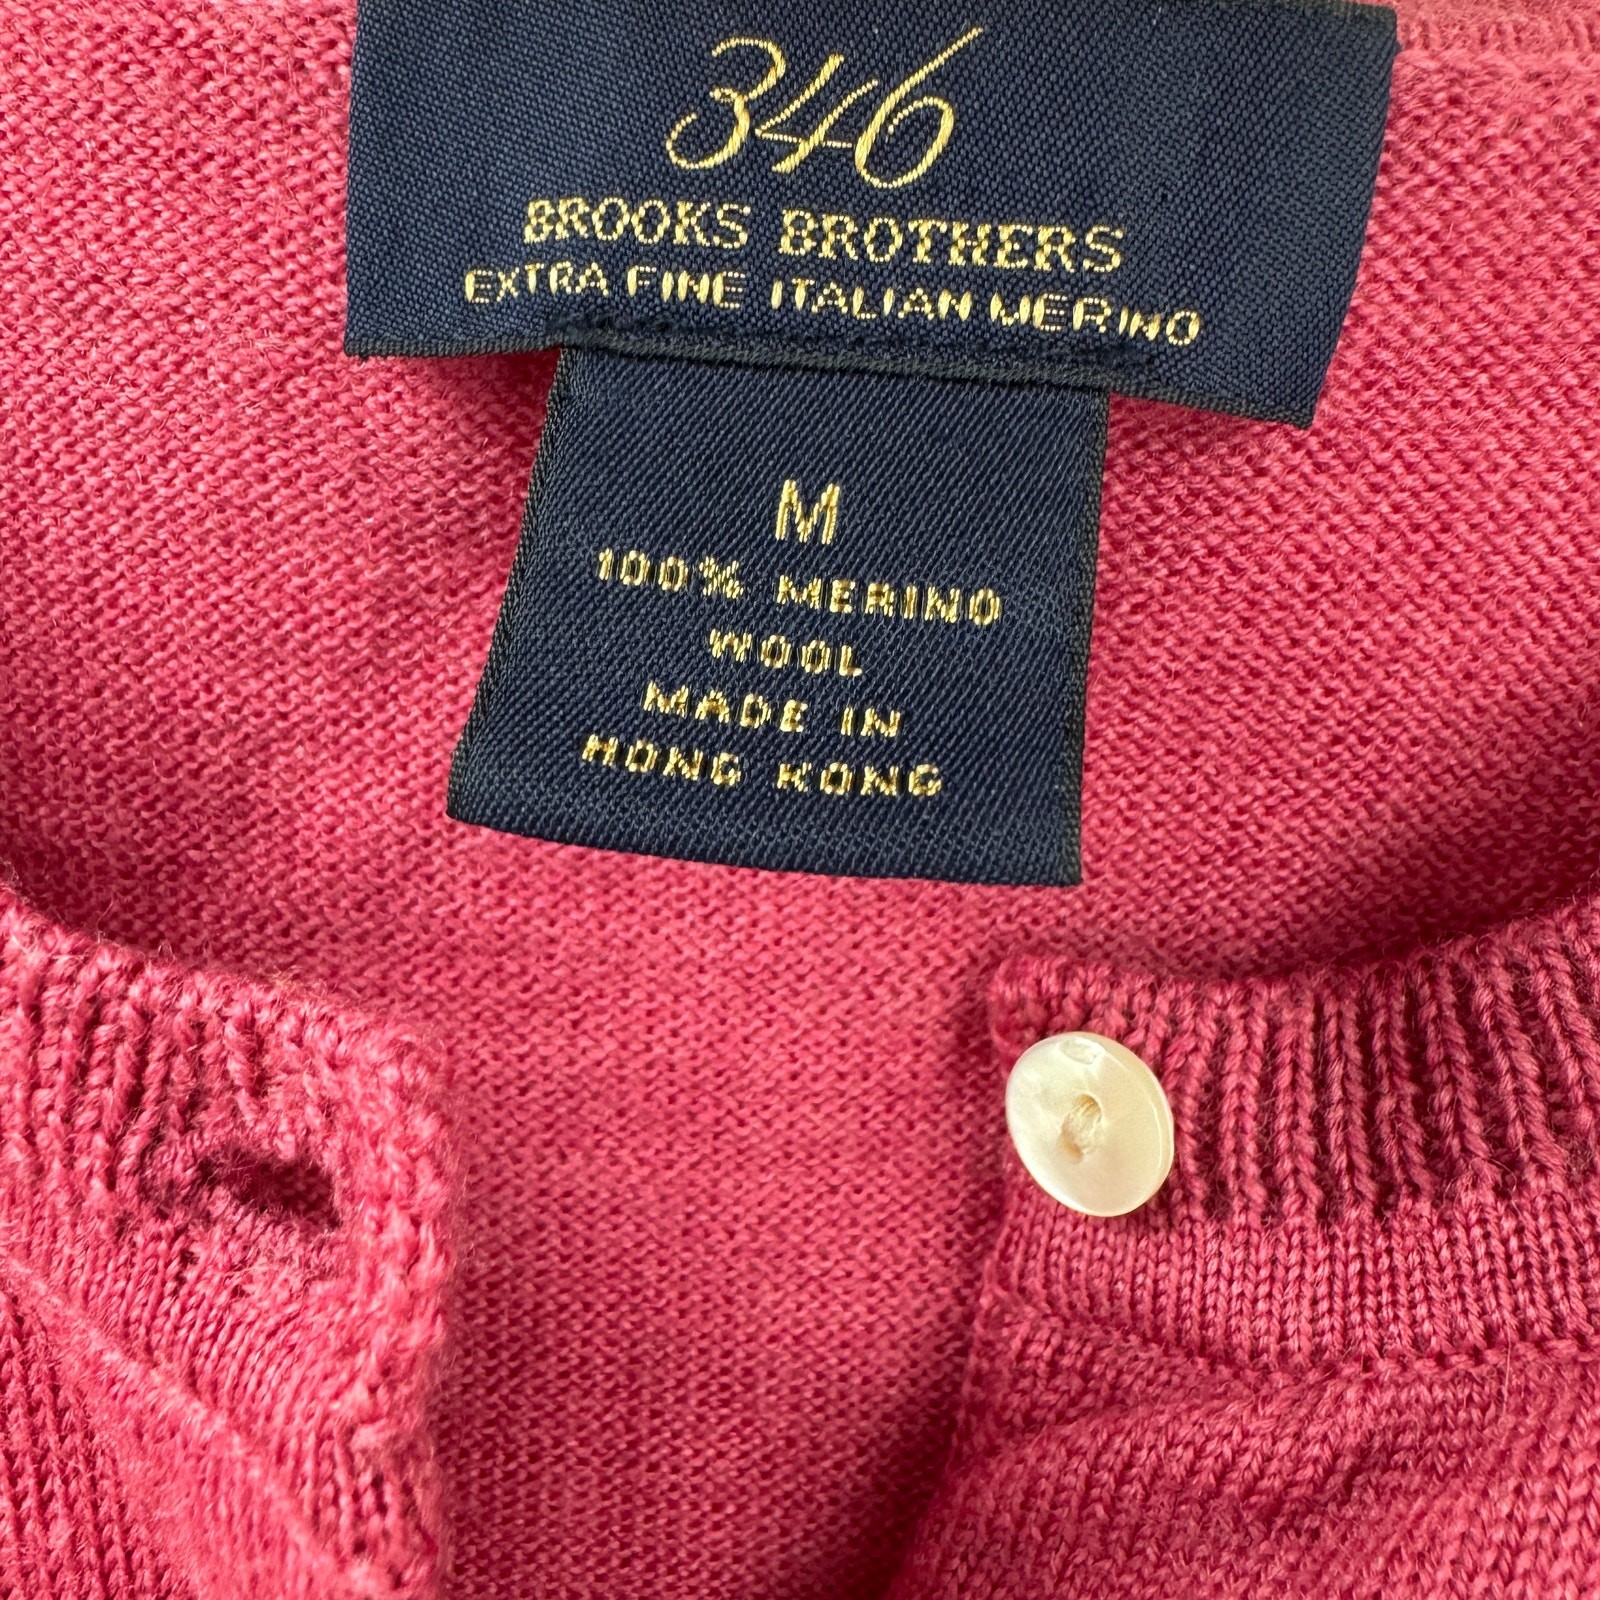 346
BROOKS BROTHERS
EXTRA FINE ITALIAN MERINO
M
100% MERINO
WOOL
MADE IN
HONG KONG